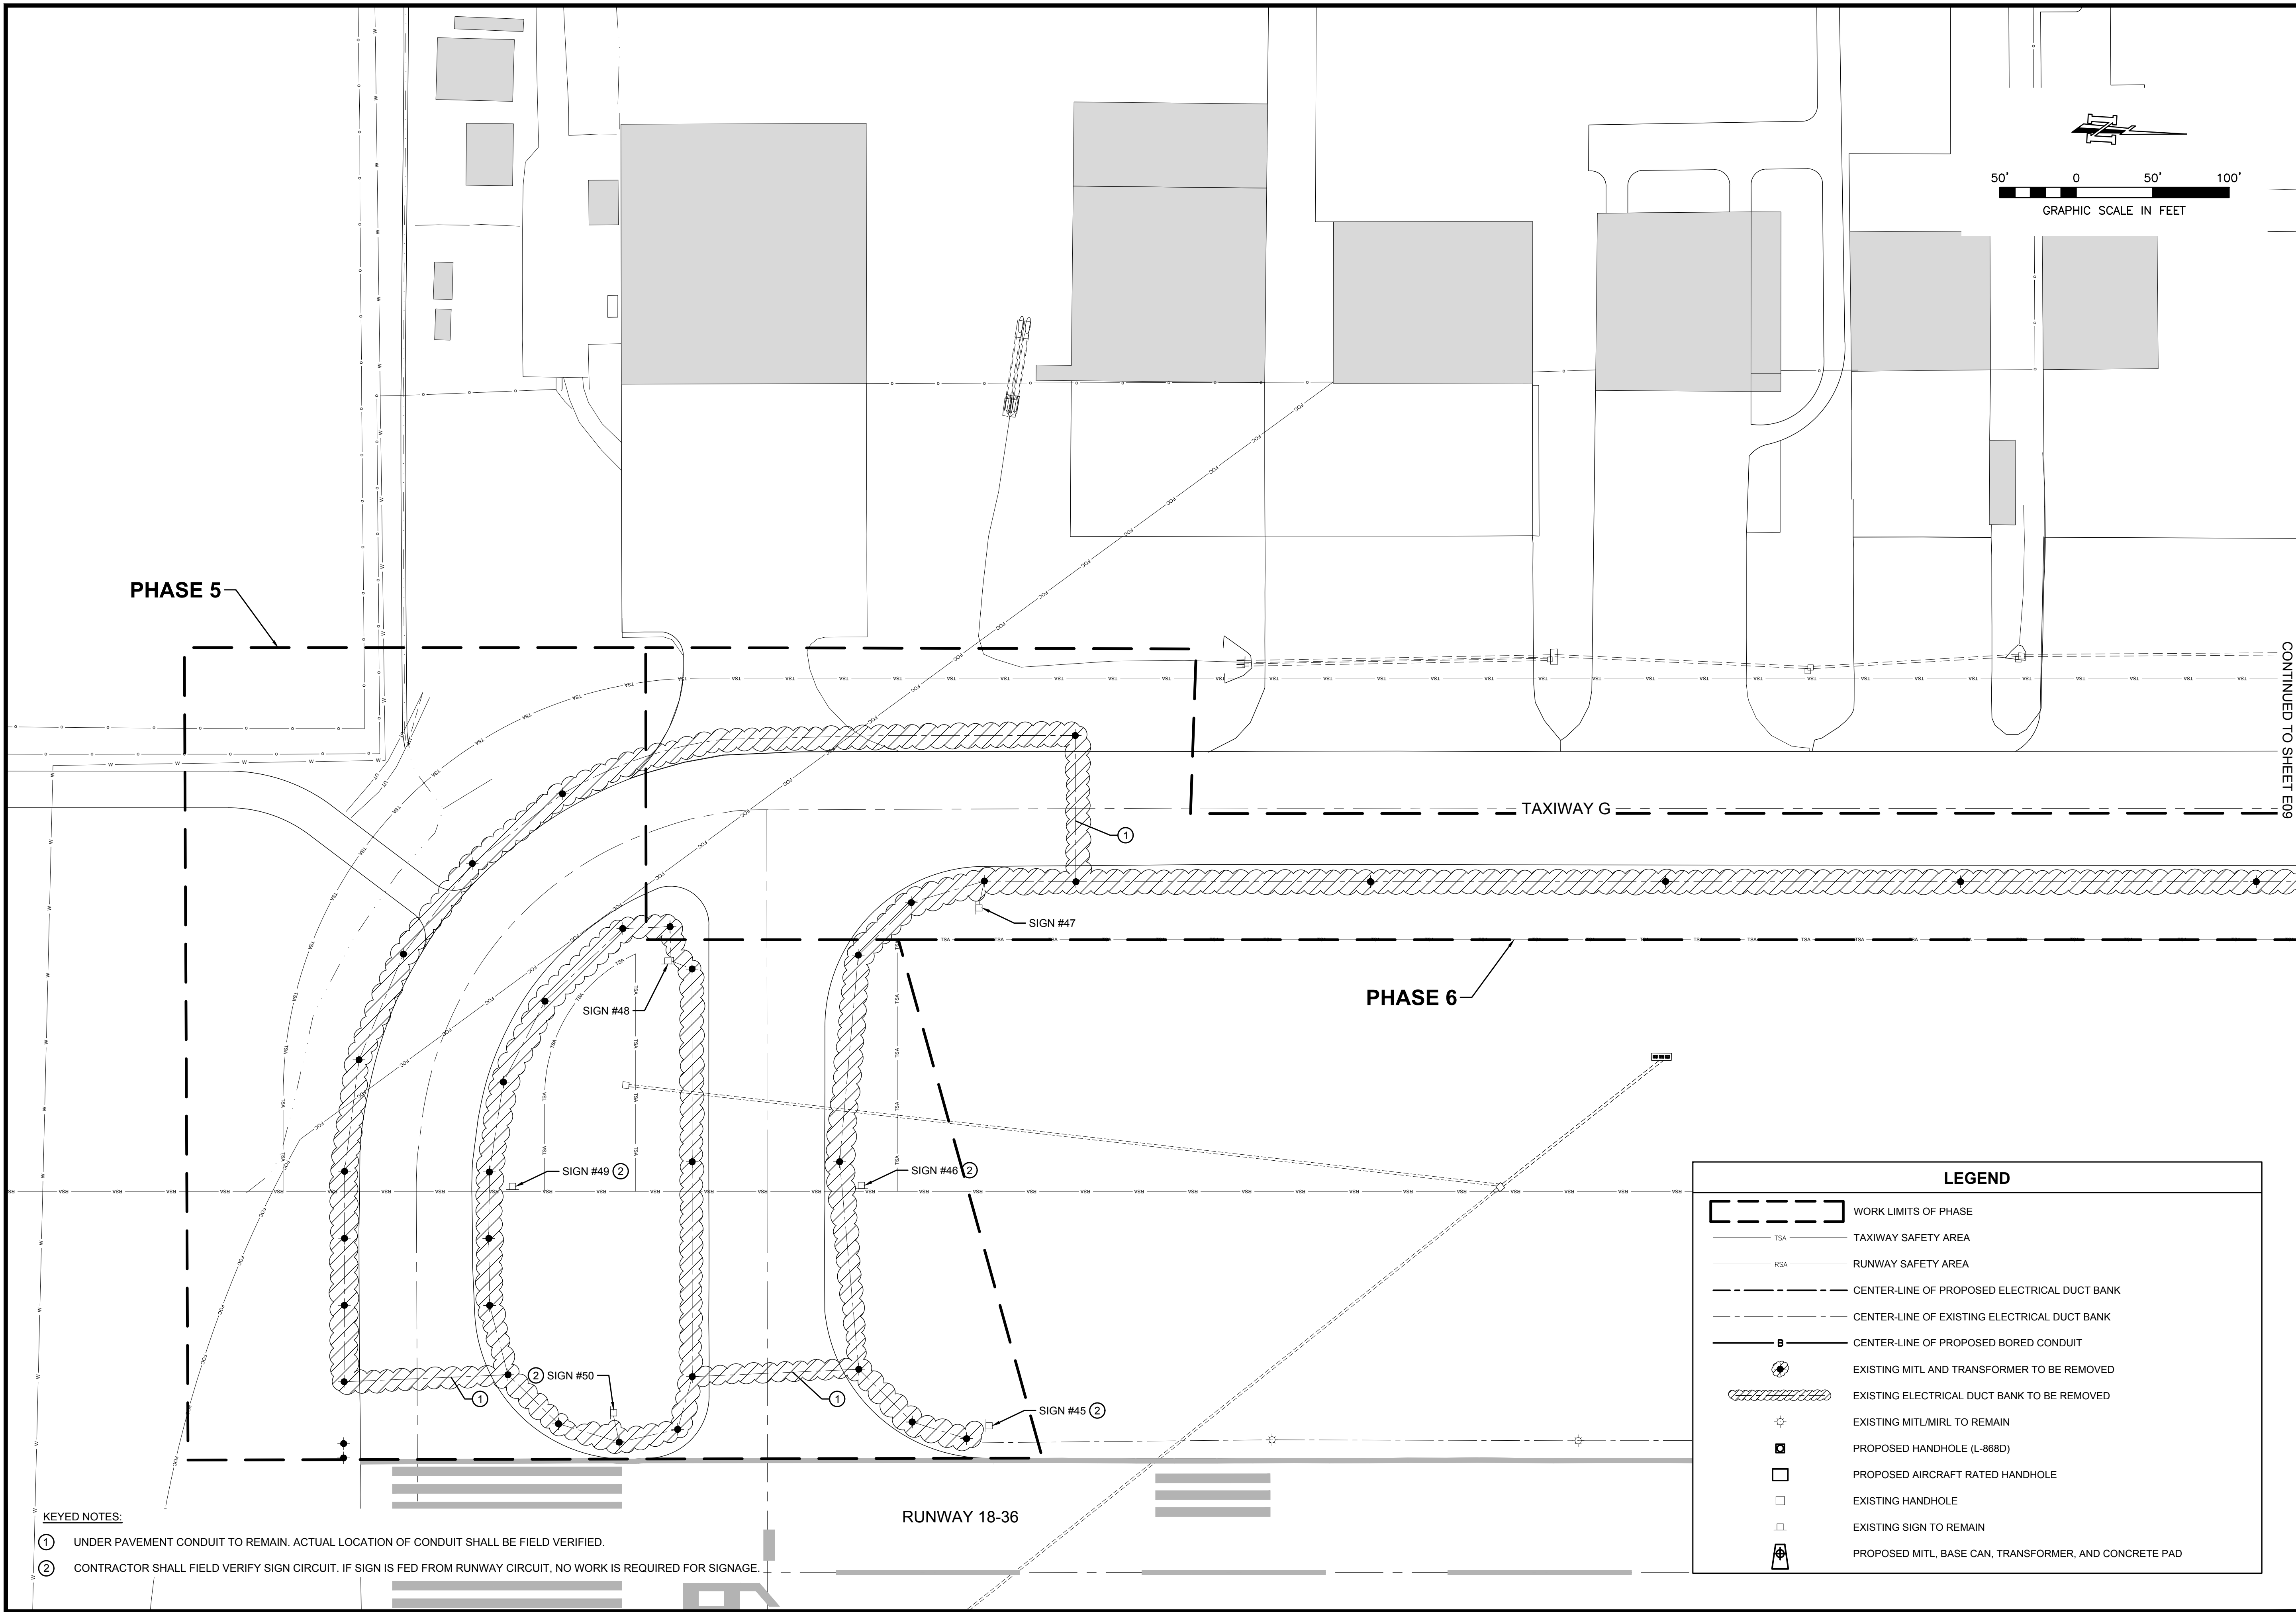 50' 0 50' 100'
GRAPHIC SCALE IN FEET
PHASE 5
CONTINUED TO SHEET E09
TAXIWAY G
1
SIGN #47
PHASE 6
SIGN #48
SIGN #49 2
SIGN #46 2
2 SIGN #50
1
1
SIGN #45 2
RUNWAY 18-36
KEYED NOTES:
1 UNDER PAVEMENT CONDUIT TO REMAIN. ACTUAL LOCATION OF CONDUIT SHALL BE FIELD VERIFIED.
2 CONTRACTOR SHALL FIELD VERIFY SIGN CIRCUIT. IF SIGN IS FED FROM RUNWAY CIRCUIT, NO WORK IS REQUIRED FOR SIGNAGE.
LEGEND
WORK LIMITS OF PHASE
TSA TAXIWAY SAFETY AREA
RSA RUNWAY SAFETY AREA
CENTER-LINE OF PROPOSED ELECTRICAL DUCT BANK
CENTER-LINE OF EXISTING ELECTRICAL DUCT BANK
B CENTER-LINE OF PROPOSED BORED CONDUIT
EXISTING MITL AND TRANSFORMER TO BE REMOVED
EXISTING ELECTRICAL DUCT BANK TO BE REMOVED
EXISTING MITL/MIRL TO REMAIN
PROPOSED HANDHOLE (L-868D)
PROPOSED AIRCRAFT RATED HANDHOLE
EXISTING HANDHOLE
EXISTING SIGN TO REMAIN
PROPOSED MITL, BASE CAN, TRANSFORMER, AND CONCRETE PAD